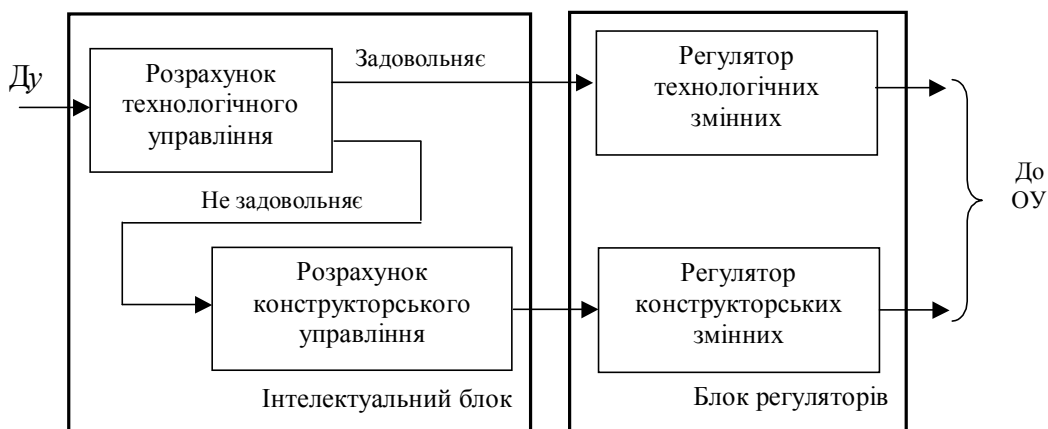 Ду
Розрахунок
технологічного
управління
Задовольняє
Регулятор
технологічних
змінних
Не задовольняє
До
ОУ
Розрахунок
конструкторського
управління
Регулятор
конструкторських
змінних
Інтелектуальний блок
Блок регуляторів